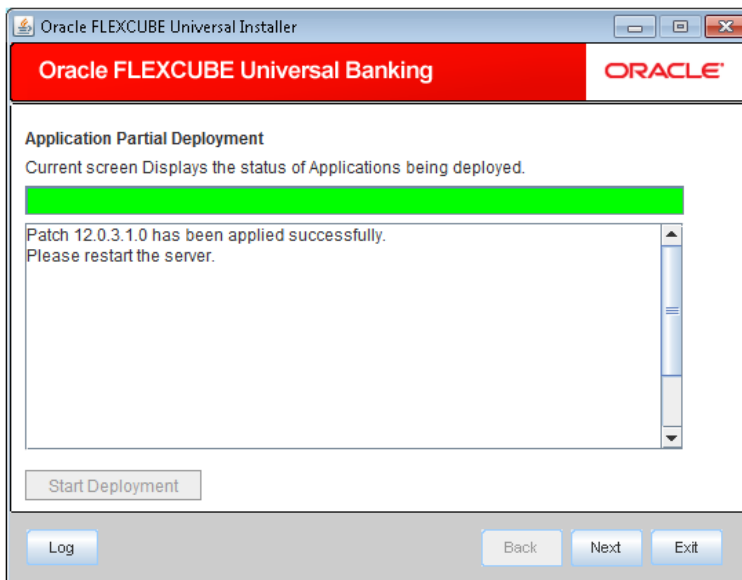 Oracle FLEXCUBE Universal Installer
Oracle FLEXCUBE Universal Banking
ORACLE
Application Partial Deployment
Current screen Displays the status of Applications being deployed.
Patch 12.0.3.1.0 has been applied successfully.
Please restart the server.
Start Deployment
Log
Back
Next
Exit